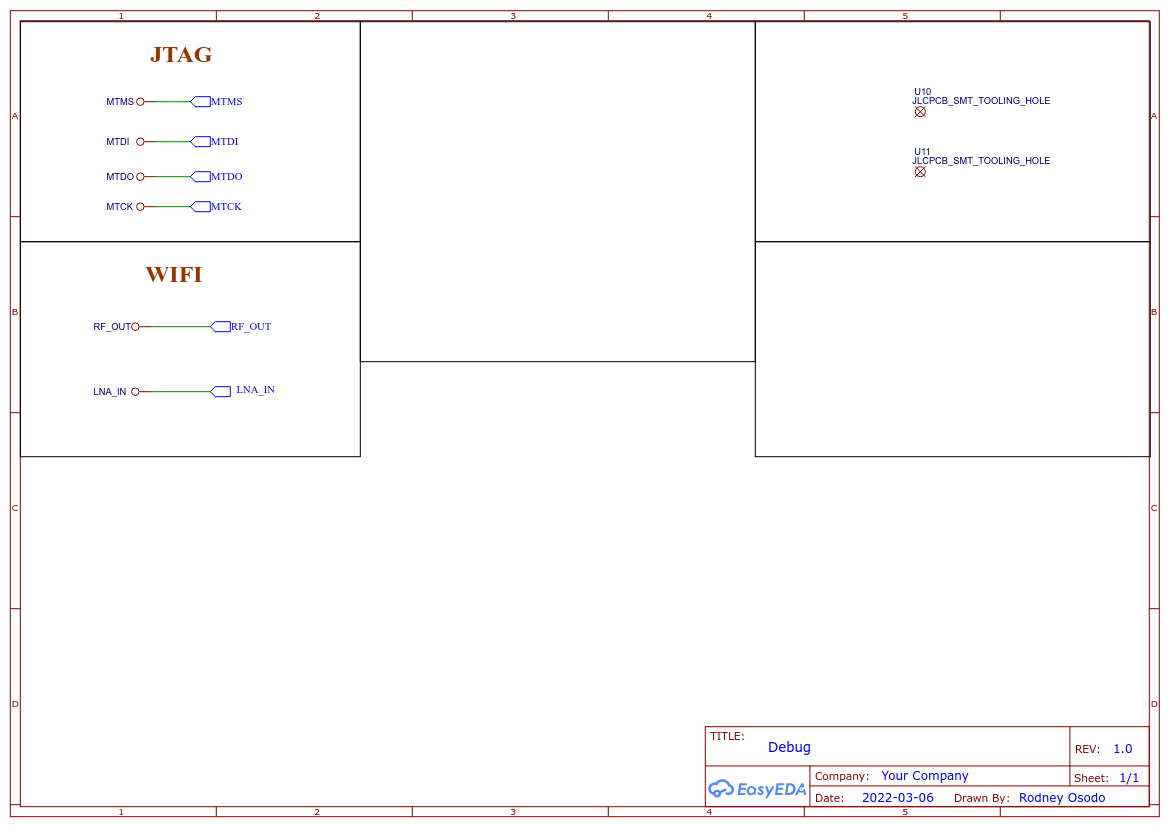 1 2 3 4 5
A A
JTAG
MTMS MTMS
MTDI MTDI
MTDO MTDO
MTCK MTCK
U10
JLCPCB_SMT_TOOLING_HOLE
U11
JLCPCB_SMT_TOOLING_HOLE
B B
WIFI
RF_OUT RF_OUT
LNA_IN LNA_IN
C C
D D
TITLE:
Debug
REV: 1.0
EasyEDA
Company: Your Company
Sheet: 1/1
Date: 2022-03-06 Drawn By: Rodney Osodo
1 2 3 4 5